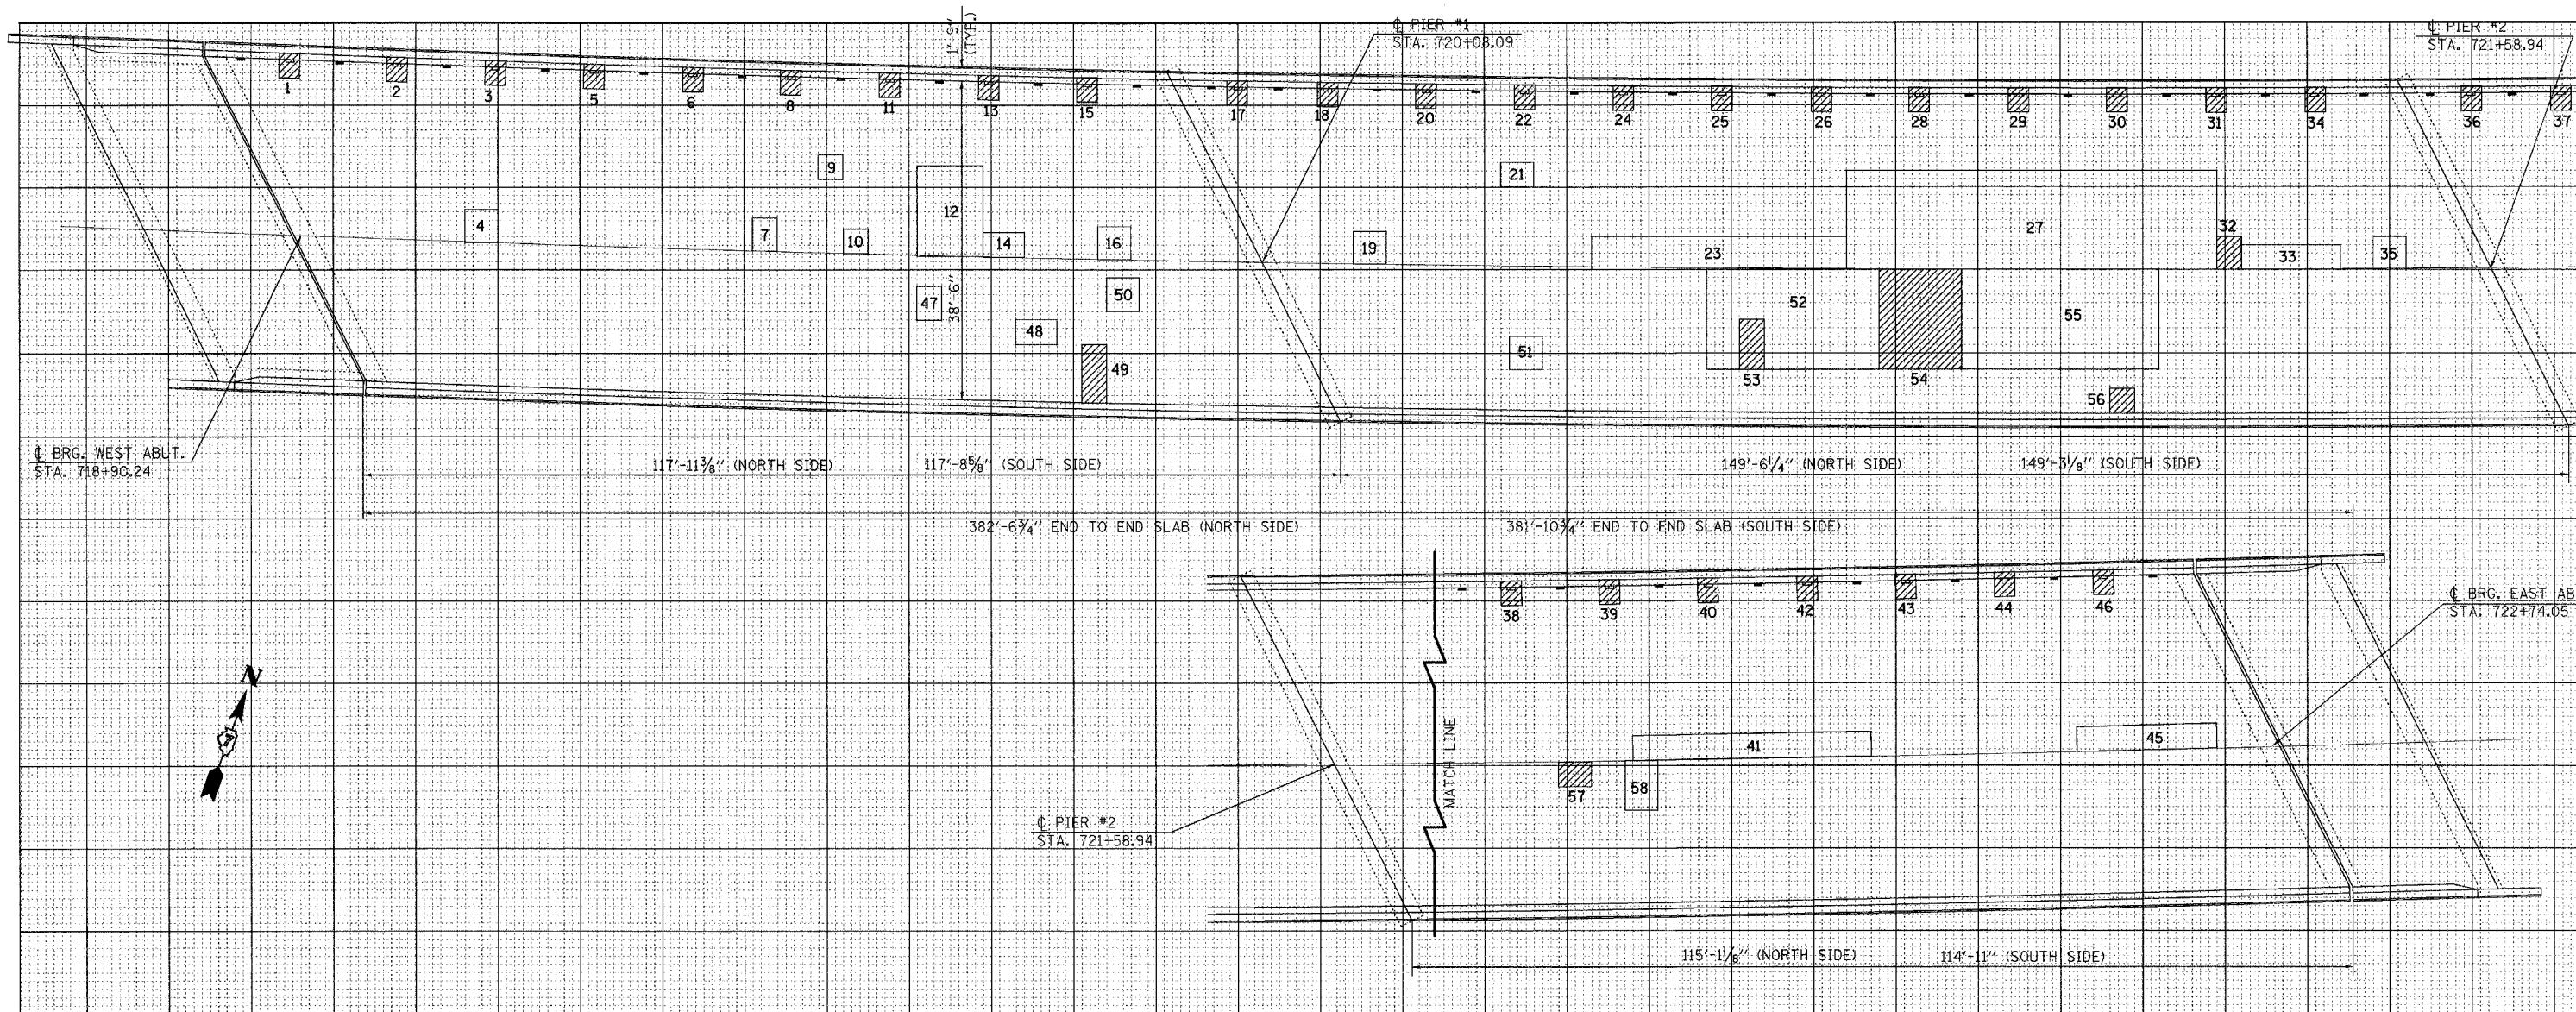 1'-9"
(TYP.)
℄ PIER #1
STA. 720+08.09
℄ PIER #2
STA. 721+58.94
1 2 3 5 6 8 11 13 15 17 18 20 22 24 25 26 28 29 30 31 34 36 37
9 12 21
4 7 10 14 16 19 23 27 32 33 35
38'-6"
47 50 48 49 51 52 53 54 55 56
℄ BRG. WEST ABUT.
STA. 718+90.24
117'-11⅜" (NORTH SIDE) 117'-8⅝" (SOUTH SIDE) 149'-6¼" (NORTH SIDE) 149'-3⅛" (SOUTH SIDE)
382'-6¾" END TO END SLAB (NORTH SIDE) 381'-10¾" END TO END SLAB (SOUTH SIDE)
38 39 40 42 43 44 46
℄ BRG. EAST AB
STA. 722+74.05
N
MATCH LINE
41 45
57 58
℄ PIER #2
STA. 721+58.94
115'-1⅛" (NORTH SIDE) 114'-11" (SOUTH SIDE)